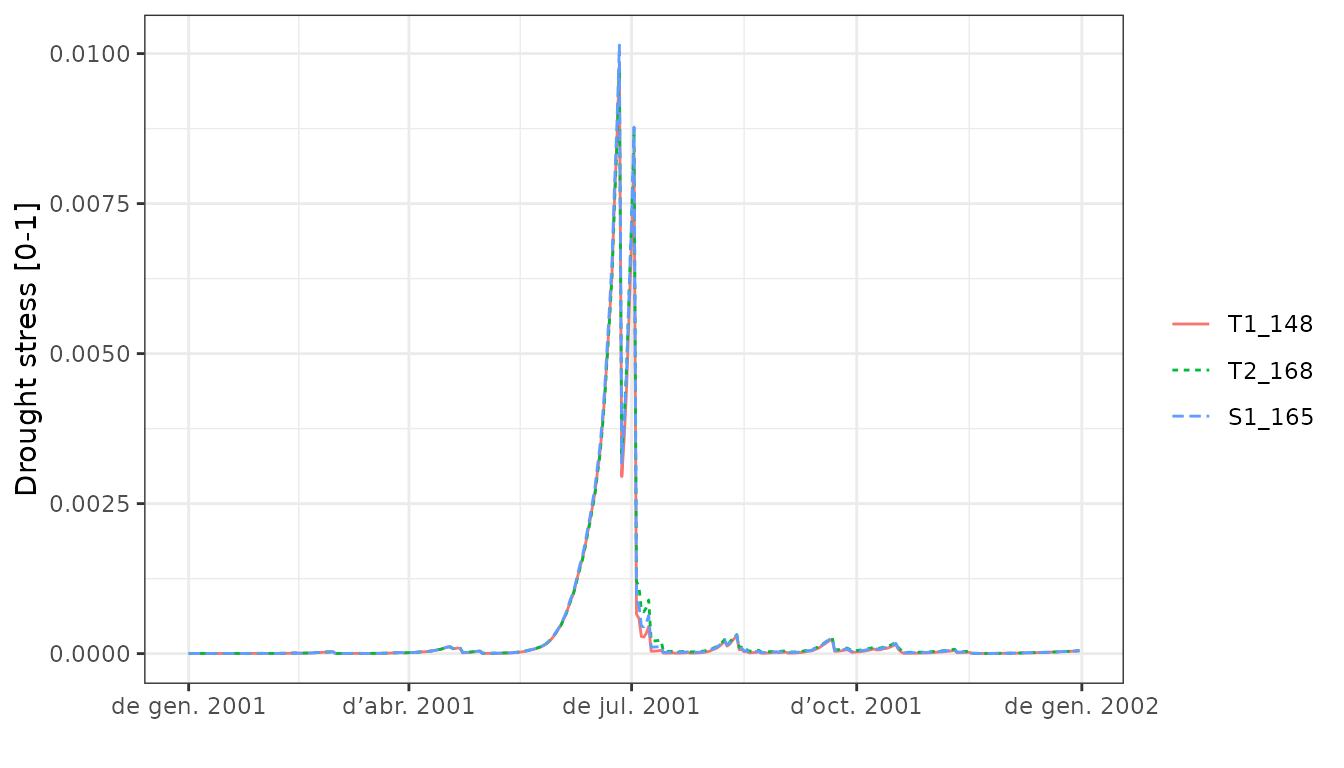 Drought stress [0-1]
0.0100
0.0075
0.0050
0.0025
0.0000
de gen. 2001
d’abr. 2001
de jul. 2001
d’oct. 2001
de gen. 2002
T1_148
T2_168
S1_165